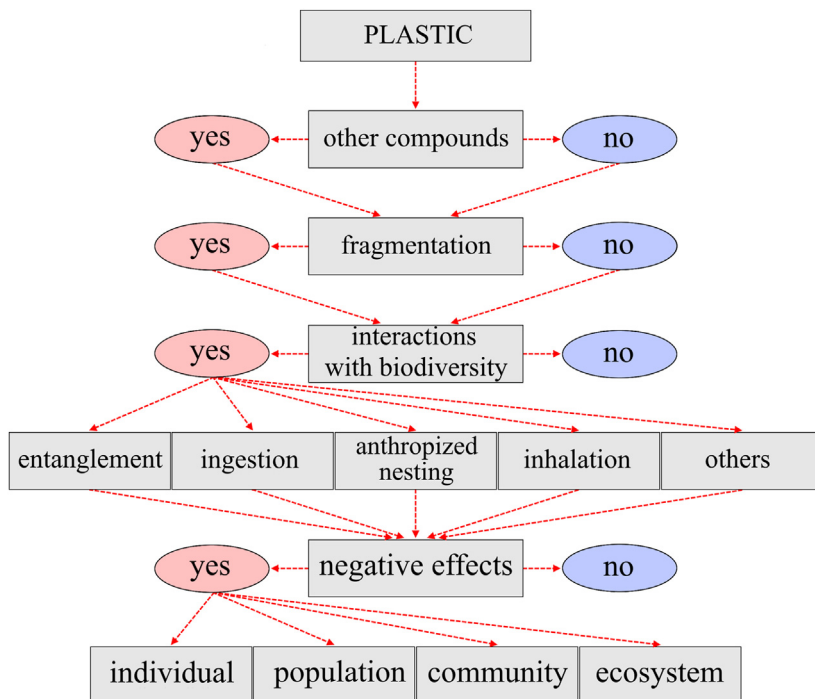 PLASTIC
yes
other compounds
no
yes
fragmentation
no
yes
interactions
with biodiversity
no
entanglement
ingestion
anthropized
nesting
inhalation
others
yes
negative effects
no
individual
population
community
ecosystem